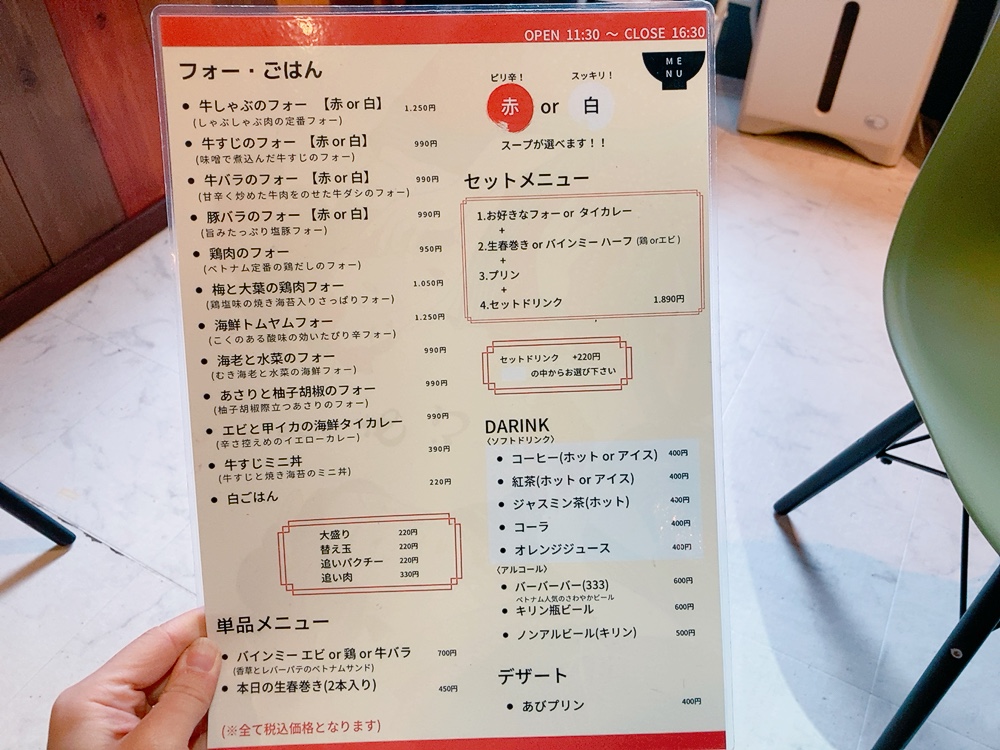 OPEN 11:30 ～ CLOSE 16:30
ME
NU
フォー・ごはん
● 牛しゃぶのフォー 【赤 or 白】 1.250円
(しゃぶしゃぶ肉の定番フォー)
● 牛すじのフォー 【赤 or 白】 990円
(味噌で煮込んだ牛すじのフォー)
● 牛バラのフォー 【赤 or 白】 990円
(甘辛く炒めた牛肉をのせた牛ダシのフォー)
● 豚バラのフォー 【赤 or 白】 990円
(旨みたっぷり塩豚フォー)
● 鶏肉のフォー 950円
(ベトナム定番の鶏だしのフォー)
● 梅と大葉の鶏肉フォー 1.050円
(鶏塩味の焼き海苔入りさっぱりフォー)
● 海鮮トムヤムフォー 1.250円
(こくのある酸味の効いたぴり辛フォー)
● 海老と水菜のフォー 990円
(むき海老と水菜の海鮮フォー)
● あさりと柚子胡椒のフォー 990円
(柚子胡椒際立つあさりのフォー)
● エビと甲イカの海鮮タイカレー 990円
(辛さ控えめのイエローカレー)
● 牛すじミニ丼 390円
(牛すじと焼き海苔のミニ丼)
● 白ごはん 220円
大盛り 220円
替え玉 220円
追いパクチー 220円
追い肉 330円
単品メニュー
● バインミー エビ or 鶏 or 牛バラ 700円
(香草とレバーパテのベトナムサンド)
● 本日の生春巻き(2本入り) 450円
(※全て税込価格となります)
ピリ辛！ スッキリ！
赤 or 白
スープが選べます！！
セットメニュー
1.お好きなフォー or タイカレー
+
2.生春巻き or バインミー ハーフ (鶏 orエビ)
+
3.プリン
+
4.セットドリンク 1.890円
セットドリンク +220円
の中からお選び下さい
DARINK
〈ソフトドリンク〉
● コーヒー(ホット or アイス) 400円
● 紅茶(ホット or アイス) 400円
● ジャスミン茶(ホット) 400円
● コーラ 400円
● オレンジジュース 400円
〈アルコール〉
● バーバーバー(333) 600円
ベトナム人気のさわやかビール
● キリン瓶ビール 600円
● ノンアルビール(キリン) 500円
デザート
● あびプリン 400円